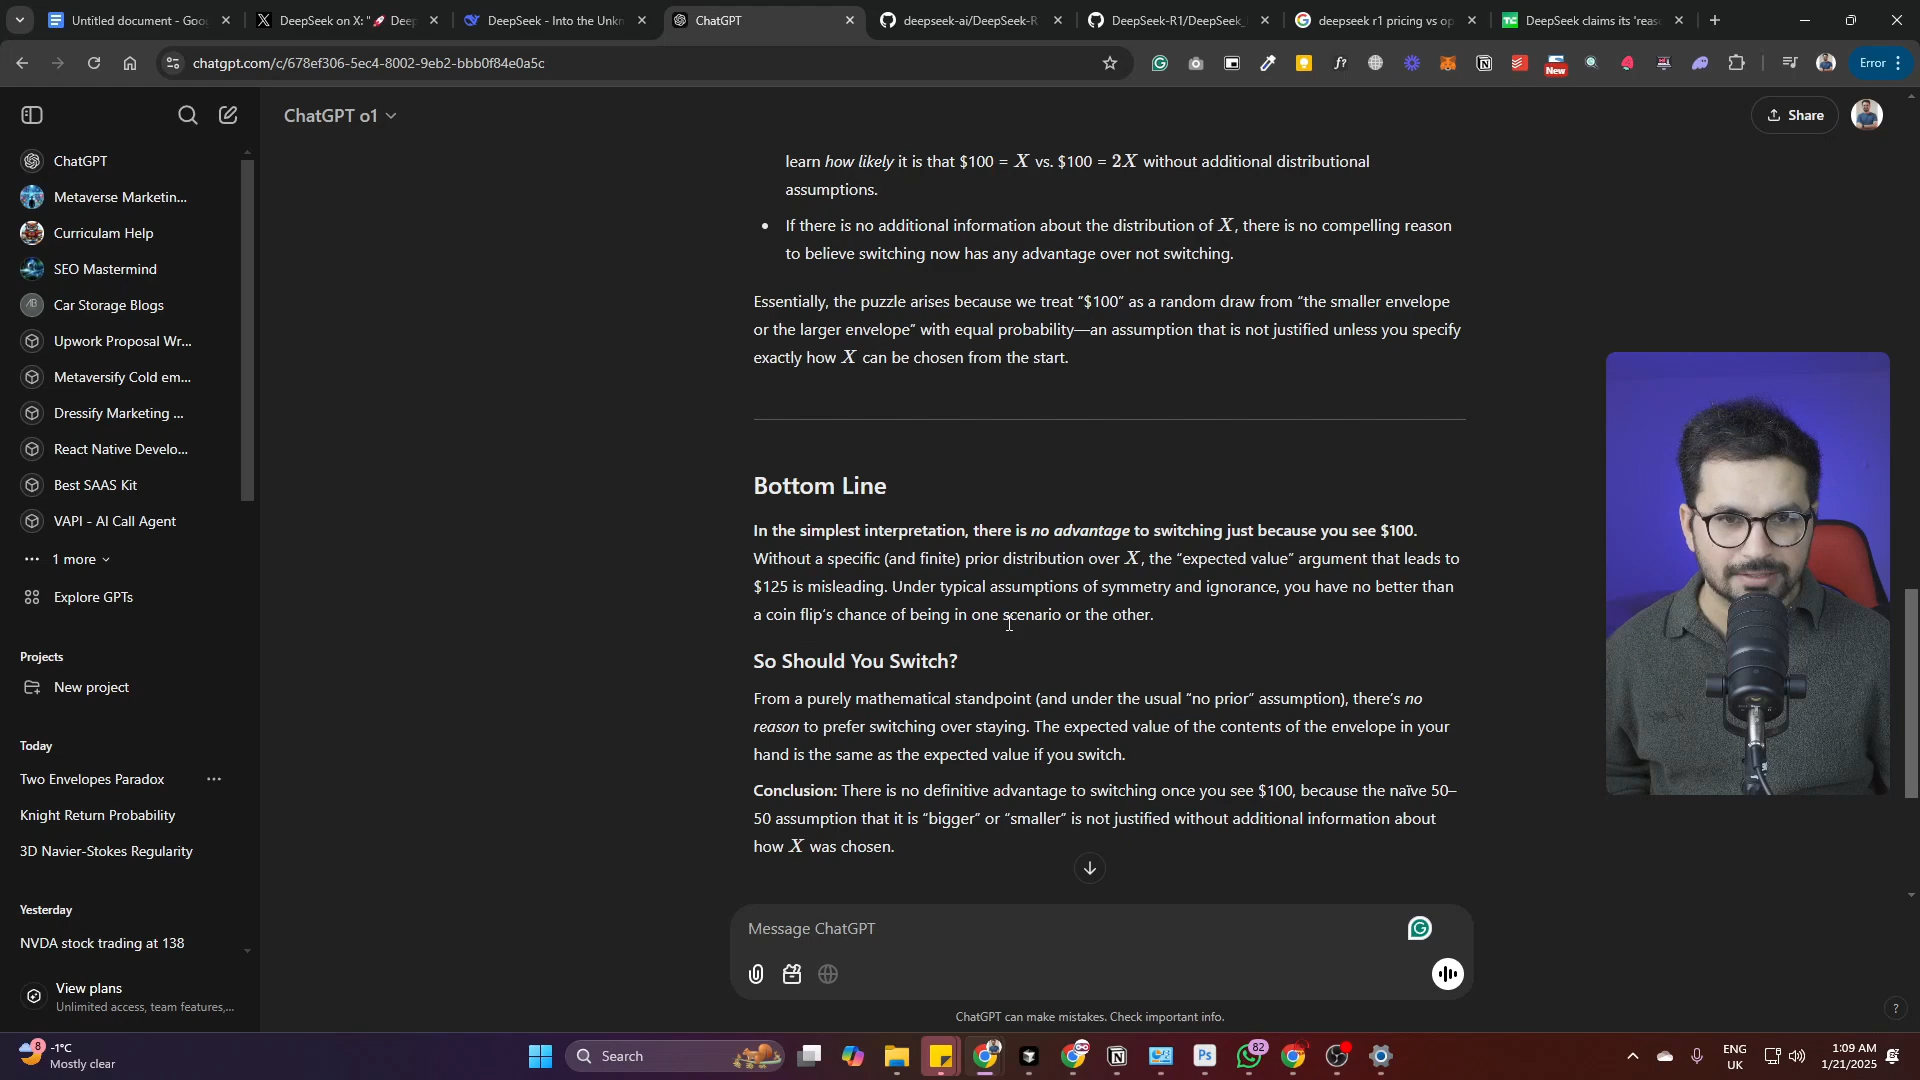 Untitled document - Goo
DeepSeek on X: "🚀 Deep
DeepSeek - Into the Unkn
ChatGPT
deepseek-ai/DeepSeek-R
DeepSeek-R1/DeepSeek_
deepseek r1 pricing vs op
DeepSeek claims its 'reas
chatgpt.com/c/678ef306-5ec4-8002-9eb2-bbb0f84e0a5c
New
Error
ChatGPT o1
Share
ChatGPT
Metaverse Marketin...
Curriculam Help
SEO Mastermind
Car Storage Blogs
Upwork Proposal Wr...
Metaversify Cold em...
Dressify Marketing ...
React Native Develo...
Best SAAS Kit
VAPI - AI Call Agent
1 more
Explore GPTs
Projects
New project
Today
Two Envelopes Paradox
Knight Return Probability
3D Navier-Stokes Regularity
Yesterday
NVDA stock trading at 138
View plans
Unlimited access, team features,...
learn how likely it is that $100 = X vs. $100 = 2X without additional distributional
assumptions.
• If there is no additional information about the distribution of X, there is no compelling reason
to believe switching now has any advantage over not switching.
Essentially, the puzzle arises because we treat “$100” as a random draw from “the smaller envelope
or the larger envelope” with equal probability—an assumption that is not justified unless you specify
exactly how X can be chosen from the start.
Bottom Line
In the simplest interpretation, there is no advantage to switching just because you see $100.
Without a specific (and finite) prior distribution over X, the “expected value” argument that leads to
$125 is misleading. Under typical assumptions of symmetry and ignorance, you have no better than
a coin flip’s chance of being in one scenario or the other.
So Should You Switch?
From a purely mathematical standpoint (and under the usual “no prior” assumption), there’s no
reason to prefer switching over staying. The expected value of the contents of the envelope in your
hand is the same as the expected value if you switch.
Conclusion: There is no definitive advantage to switching once you see $100, because the naïve 50–
50 assumption that it is “bigger” or “smaller” is not justified without additional information about
how X was chosen.
Message ChatGPT
ChatGPT can make mistakes. Check important info.
?
8
-1°C
Mostly clear
Search
Ps
82
ENG
UK
1:09 AM
1/21/2025